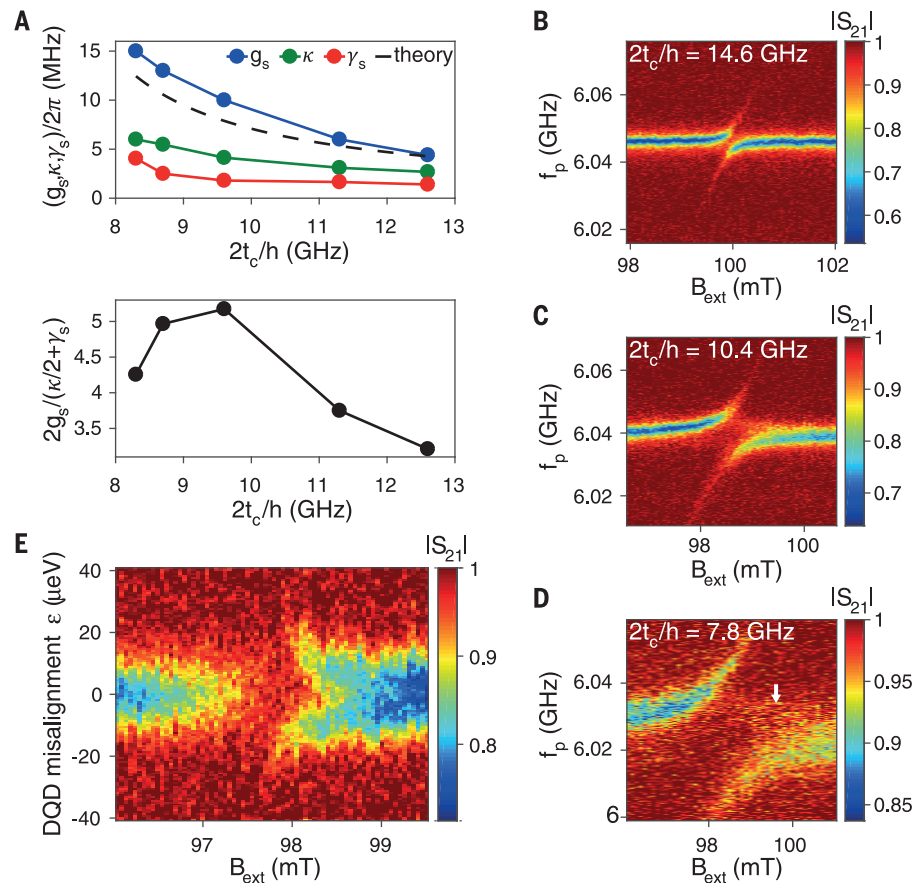 A
(g_s,κ,γ_s)/2π (MHz)
15
10
5
0
g_s κ γ_s theory
8 9 10 11 12 13
2t_c/h (GHz)
2g_s/(κ/2+γ_s)
5
4.5
4
3.5
8 9 10 11 12 13
2t_c/h (GHz)
B
|S_21|
2t_c/h = 14.6 GHz
f_p (GHz)
6.06
6.04
6.02
98 100 102
B_ext (mT)
1
0.9
0.8
0.7
0.6
C
|S_21|
2t_c/h = 10.4 GHz
f_p (GHz)
6.06
6.04
6.02
98 100
B_ext (mT)
1
0.9
0.8
0.7
D
|S_21|
2t_c/h = 7.8 GHz
f_p (GHz)
6.04
6.02
6
98 100
B_ext (mT)
1
0.95
0.9
0.85
E
|S_21|
DQD misalignment ε (μeV)
40
20
0
-20
-40
97 98 99
B_ext (mT)
1
0.9
0.8